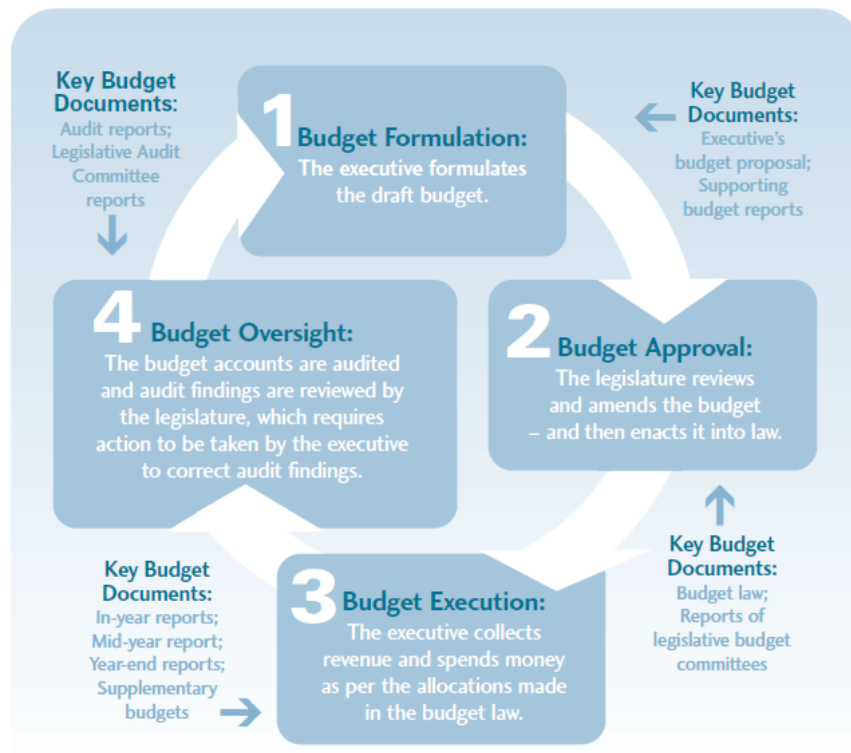 Key Budget
Documents:
Audit reports;
Legislative Audit
Committee
reports
1
Budget Formulation:
The executive formulates
the draft budget.
Key Budget
Documents:
Executive's
budget proposal;
Supporting
budget reports
4
Budget Oversight:
The budget accounts are audited
and audit findings are reviewed by
the legislature, which requires
action to be taken by the executive
to correct audit findings.
2
Budget Approval:
The legislature reviews
and amends the budget
– and then enacts it into law.
Key Budget
Documents:
In-year reports;
Mid-year report;
Year-end reports;
Supplementary
budgets
3
Budget Execution:
The executive collects
revenue and spends money
as per the allocations made
in the budget law.
Key Budget
Documents:
Budget law;
Reports of
legislative budget
committees